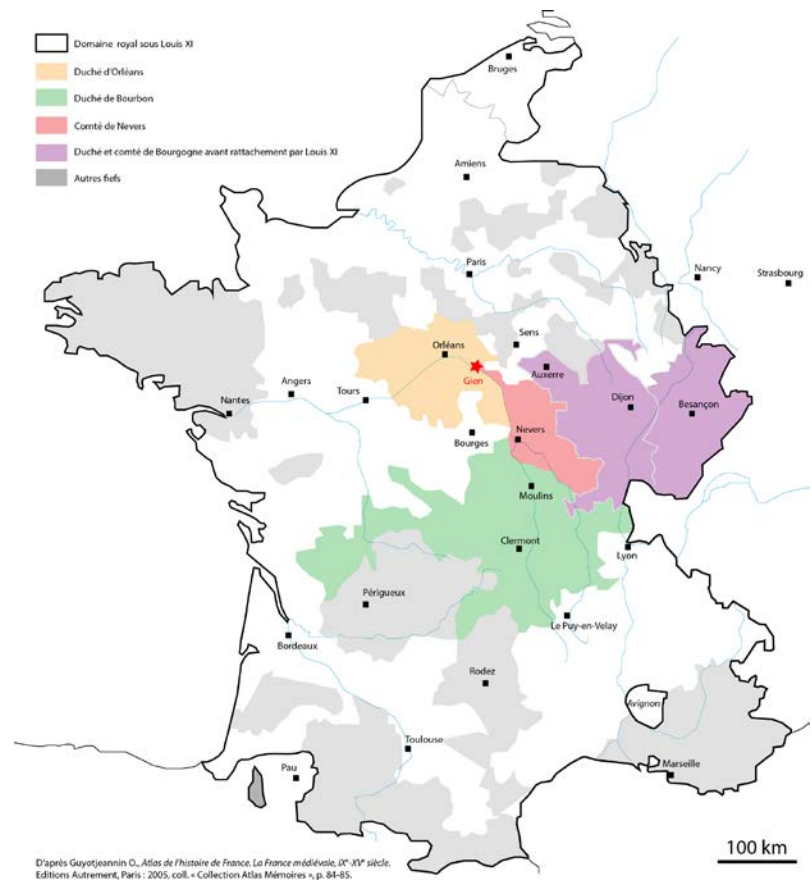 Domaine royal sous Louis XI
Duché d'Orléans
Duché de Bourbon
Comté de Nevers
Duché et comté de Bourgogne avant rattachement par Louis XI
Autres fiefs
Bruges
Amiens
Paris
Nancy
Strasbourg
Sens
Orléans
Gien
Auxerre
Angers
Tours
Nantes
Dijon
Besançon
Bourges
Nevers
Moulins
Clermont
Lyon
Périgueux
Le Puy-en-Velay
Bordeaux
Rodez
Avignon
Toulouse
Pau
Marseille
100 km
D'après Guyotjeannin O., Atlas de l'histoire de France. La France médiévale, IXe-XVe siècle.
Editions Autrement, Paris : 2005, coll. « Collection Atlas Mémoires », p. 84-85.